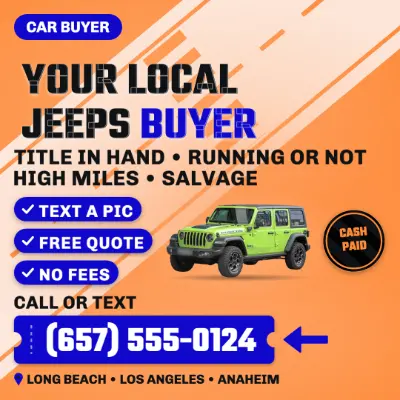 CAR BUYER
YOUR LOCAL
JEEPS BUYER
TITLE IN HAND • RUNNING OR NOT
HIGH MILES • SALVAGE
TEXT A PIC
FREE QUOTE
NO FEES
CASH
PAID
CALL OR TEXT
(657) 555-0124
LONG BEACH • LOS ANGELES • ANAHEIM